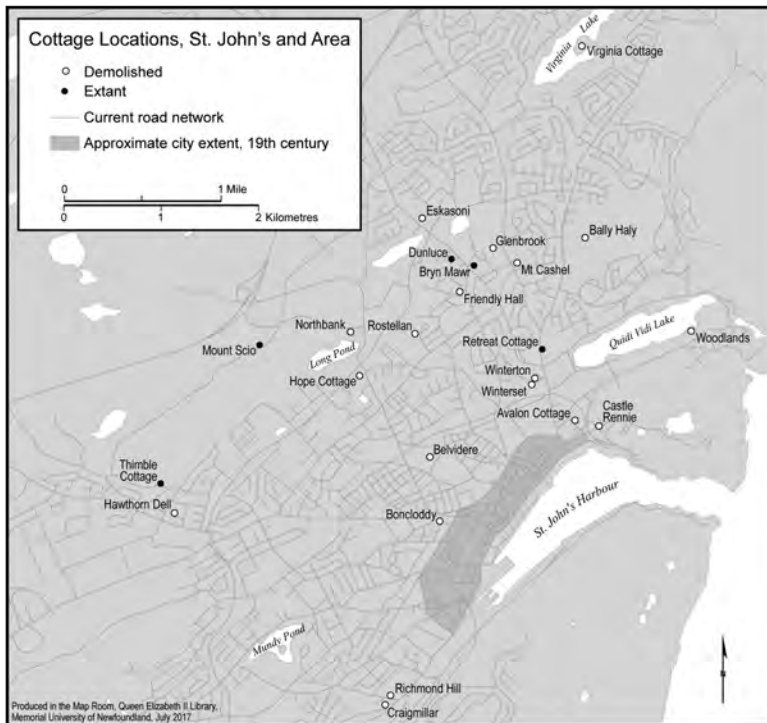 Cottage Locations, St. John's and Area
Demolished
Extant
Current road network
Approximate city extent, 19th century
0 1 Mile
0 1 2 Kilometres
Virginia
Lake
Virginia Cottage
Eskasoni
Glenbrook
Bally Haly
Dunluce
Bryn Mawr
Mt Cashel
Friendly Hall
Northbank
Rostellan
Mount Scio
Long Pond
Retreat Cottage
Quidi Vidi Lake
Woodlands
Hope Cottage
Winterton
Winterset
Avalon Cottage
Castle
Rennie
Belvidere
Thimble
Cottage
Hawthorn Dell
Boncloddy
St. John's Harbour
Mundy Pond
Richmond Hill
Craigmillar
N
Produced in the Map Room, Queen Elizabeth II Library,
Memorial University of Newfoundland, July 2017